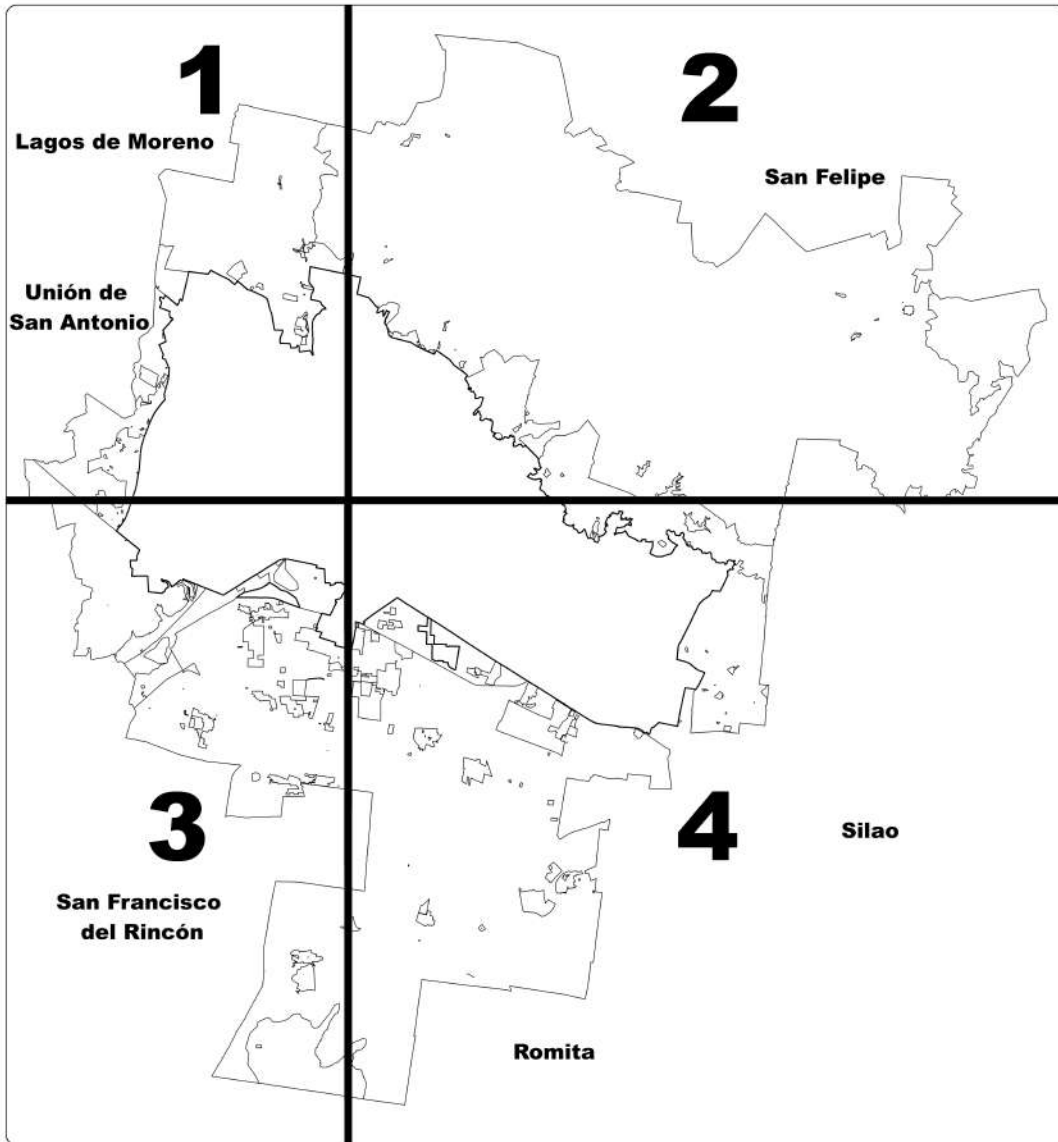 1
2
Lagos de Moreno
San Felipe
Unión de
San Antonio
3
4
Silao
San Francisco
del Rincón
Romita